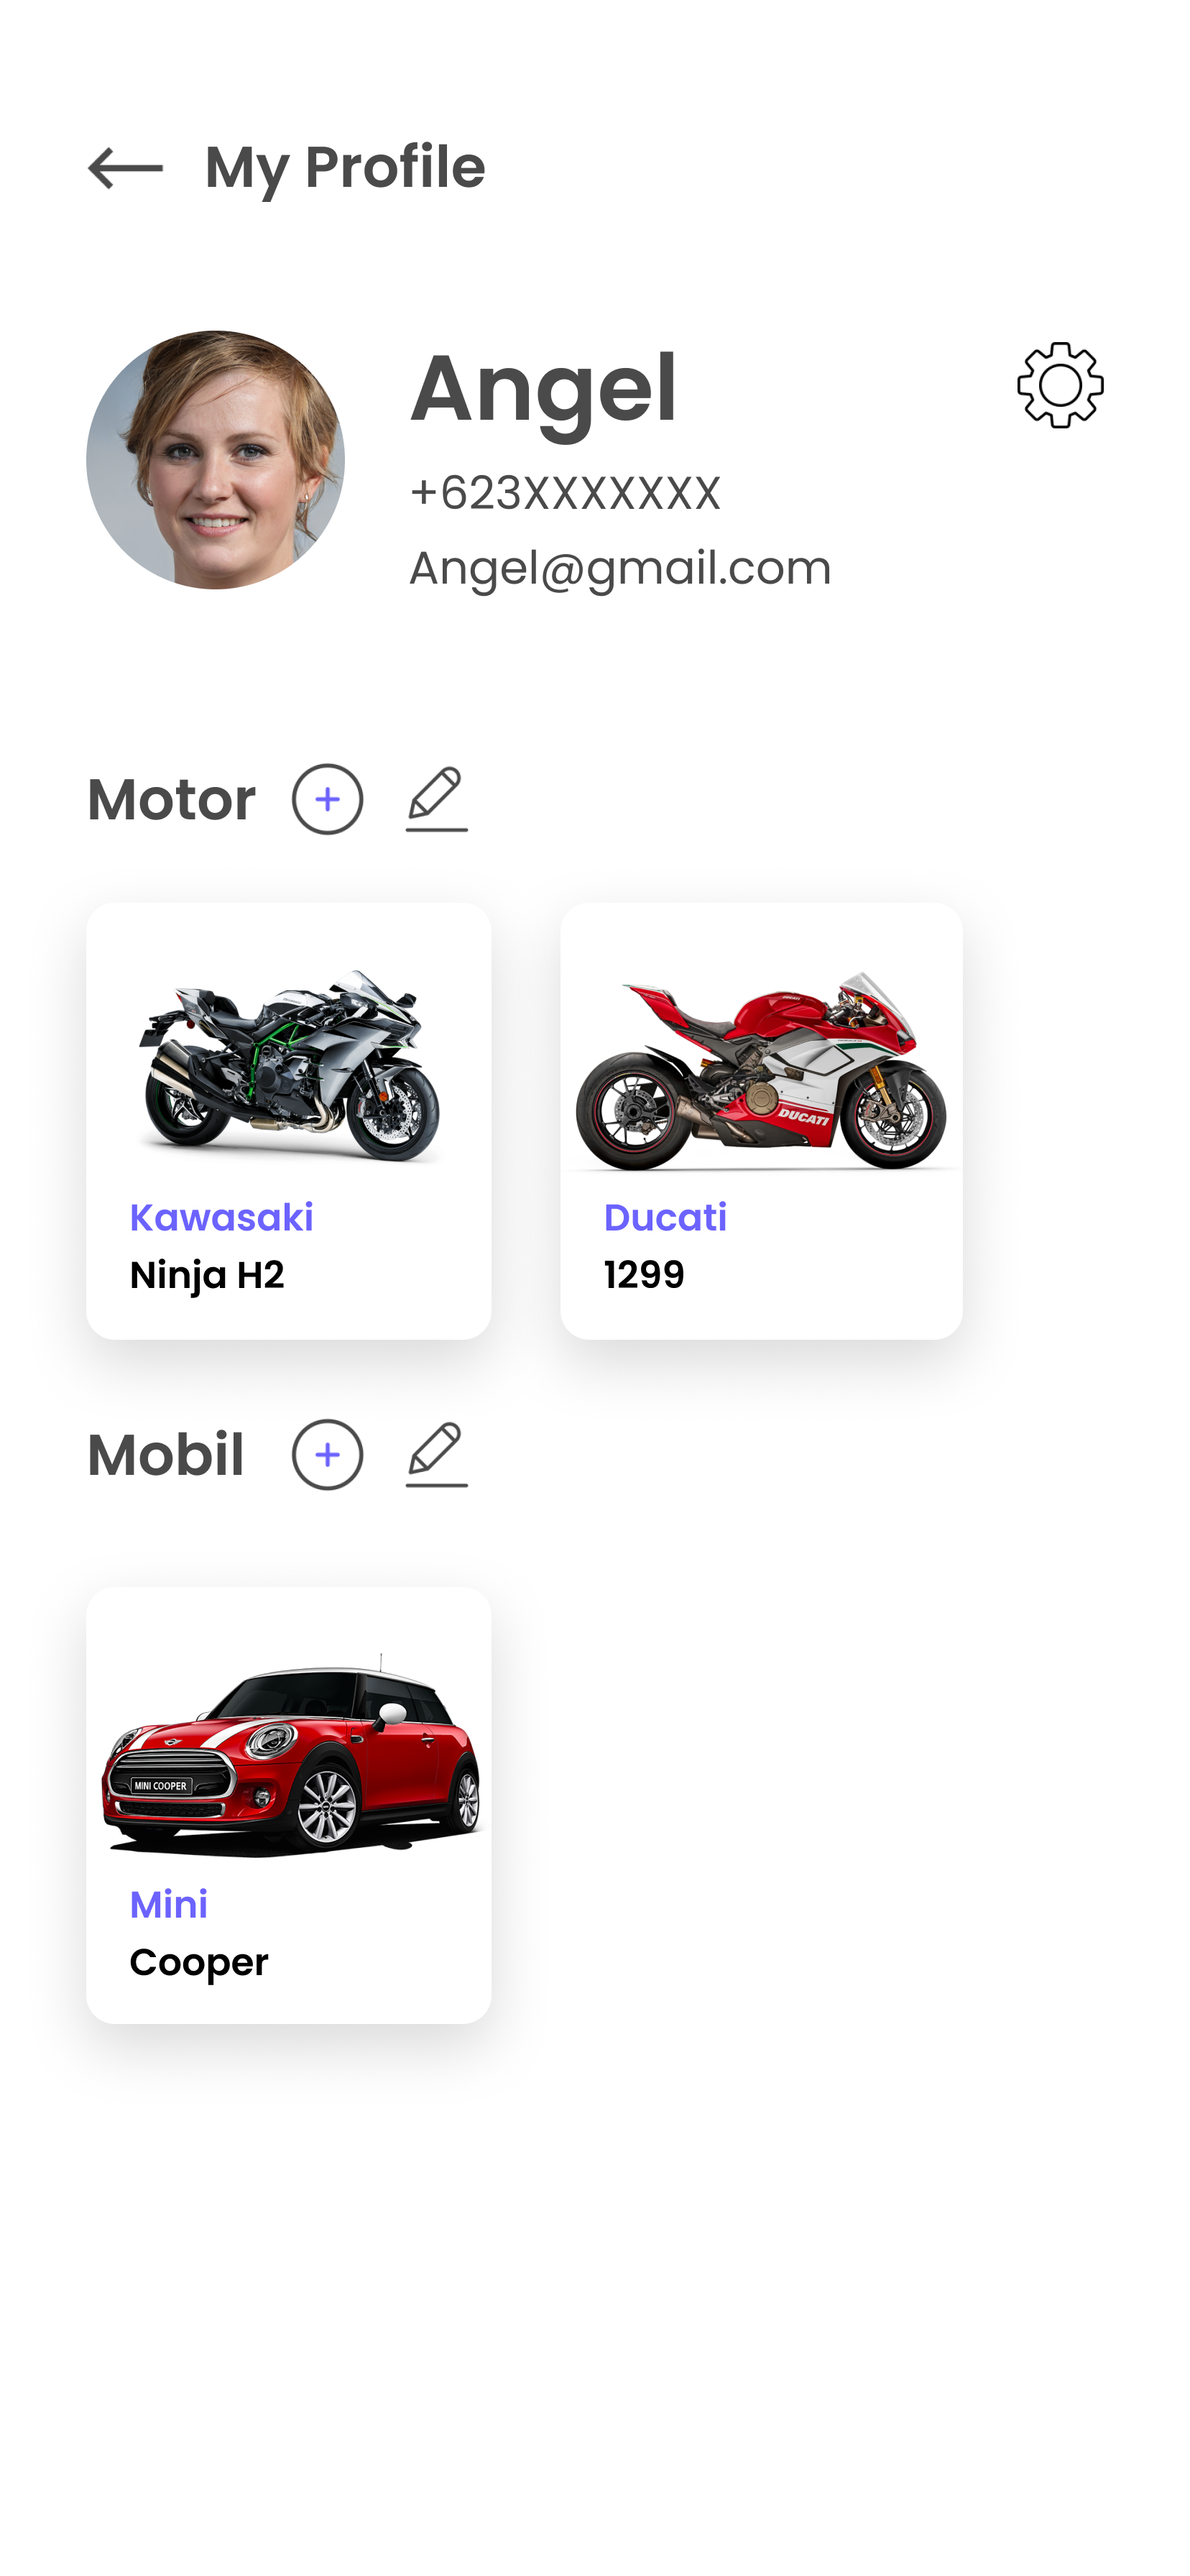 My Profile
Angel
+623XXXXXXX
Angel@gmail.com
Motor
DUCATI
Kawasaki
Ninja H2
Ducati
1299
Mobil
MINI COOPER
Mini
Cooper